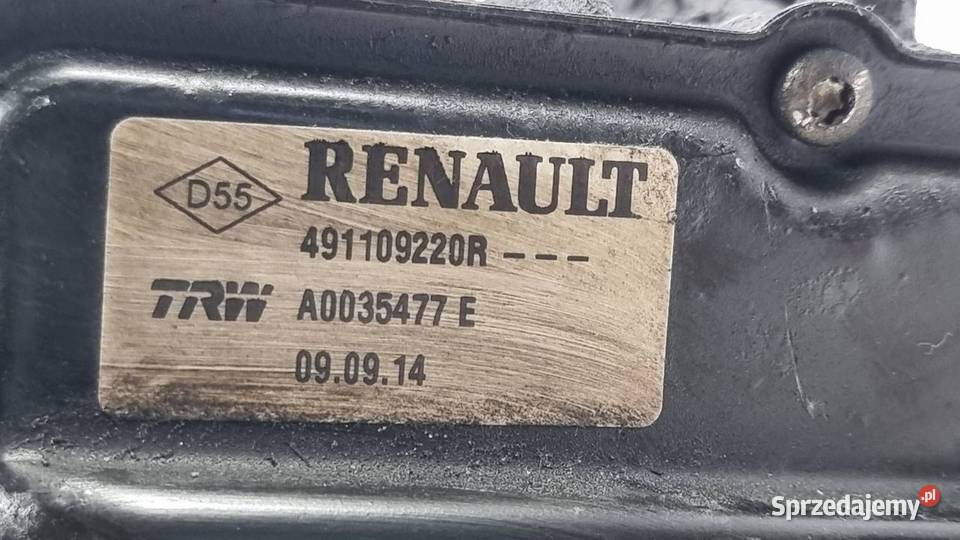 D55 RENAULT
491109220R ---
TRW A0035477 E
09.09.14
Sprzedajemy.pl